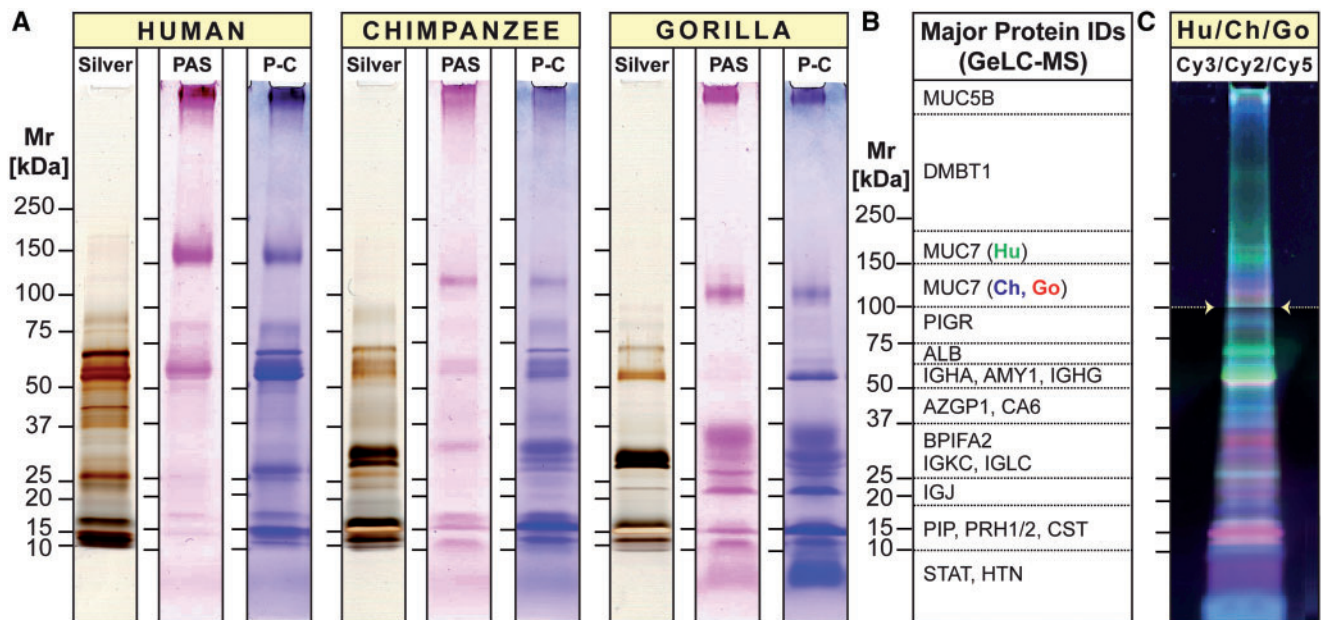 A
HUMAN
CHIMPANZEE
GORILLA
Silver
PAS
P-C
Silver
PAS
P-C
Silver
PAS
P-C
Mr
[kDa]
250
150
100
75
50
37
25
20
15
10
B
Major Protein IDs
(GeLC-MS)
Mr
[kDa]
250
150
100
75
50
37
25
20
15
10
MUC5B
DMBT1
MUC7 (Hu)
MUC7 (Ch, Go)
PIGR
ALB
IGHA, AMY1, IGHG
AZGP1, CA6
BPIFA2
IGKC, IGLC
IGJ
PIP, PRH1/2, CST
STAT, HTN
C
Hu/Ch/Go
Cy3/Cy2/Cy5